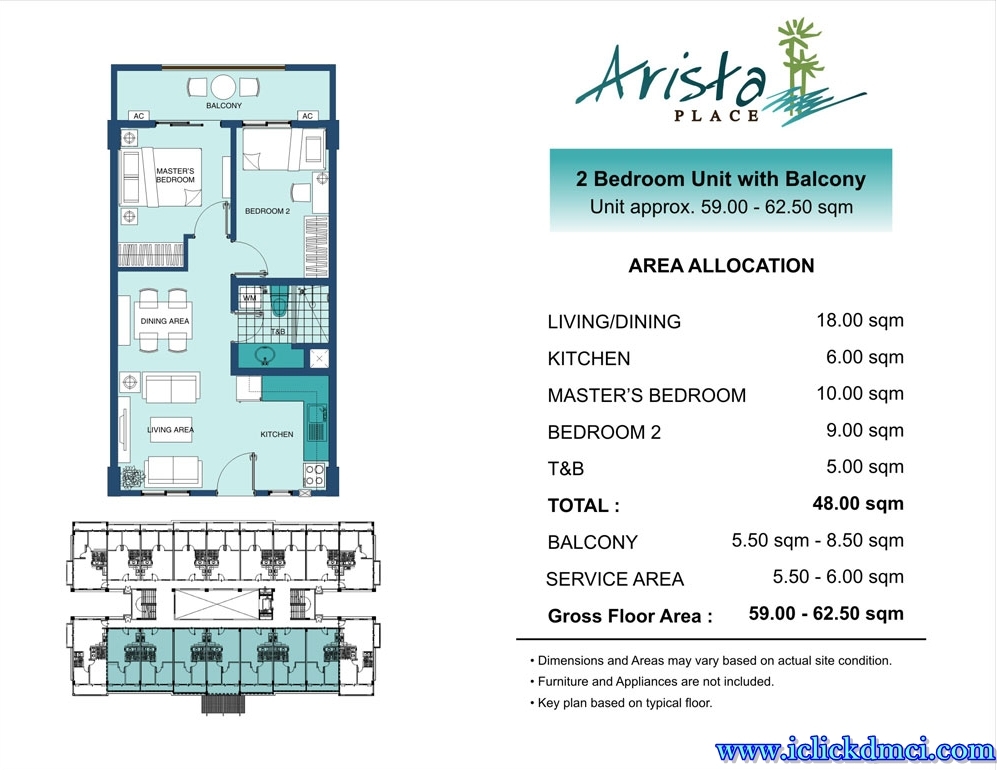 Arista
PLACE
2 Bedroom Unit with Balcony
Unit approx. 59.00 - 62.50 sqm
AREA ALLOCATION
LIVING/DINING 18.00 sqm
KITCHEN 6.00 sqm
MASTER'S BEDROOM 10.00 sqm
BEDROOM 2 9.00 sqm
T&B 5.00 sqm
TOTAL : 48.00 sqm
BALCONY 5.50 sqm - 8.50 sqm
SERVICE AREA 5.50 - 6.00 sqm
Gross Floor Area : 59.00 - 62.50 sqm
• Dimensions and Areas may vary based on actual site condition.
• Furniture and Appliances are not included.
• Key plan based on typical floor.
BALCONY
AC
AC
MASTER'S
BEDROOM
BEDROOM 2
WM
DINING AREA
T&B
LIVING AREA
KITCHEN
www.iclickdmci.com